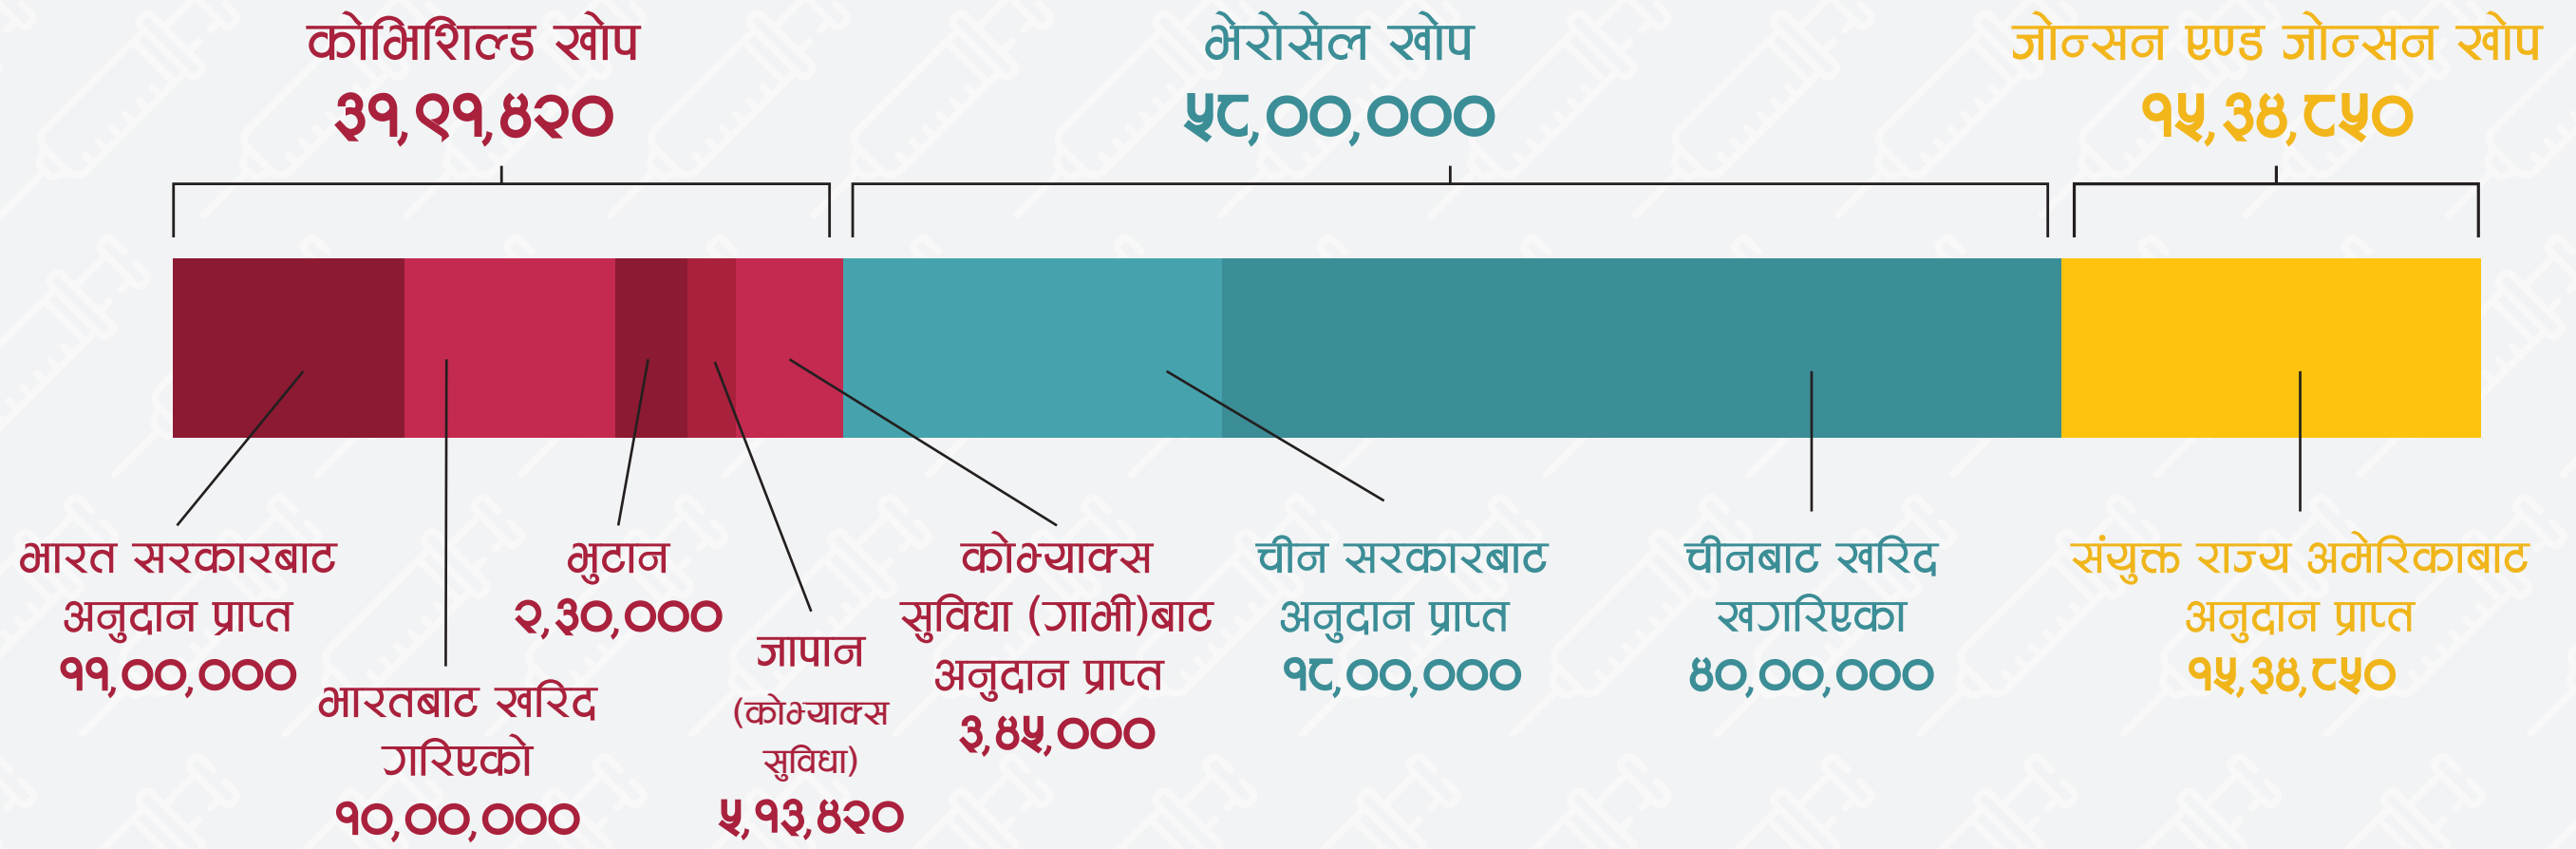 कोभिशिल्ड खोप
३१,९१,४२०
भेरोसेल खोप
५८,००,०००
जोन्सन एण्ड जोन्सन खोप
१५,३४,८५०
भारत सरकारबाट
अनुदान प्राप्त
११,००,०००
भारतबाट खरिद
गरिएको
१०,००,०००
भुटान
२,३०,०००
जापान
(कोभ्याक्स
सुविधा)
५,१३,४२०
कोभ्याक्स
सुविधा (गाभी)बाट
अनुदान प्राप्त
३,४५,०००
चीन सरकारबाट
अनुदान प्राप्त
१८,००,०००
चीनबाट खरिद
खगरिएका
४०,००,०००
संयुक्त राज्य अमेरिकाबाट
अनुदान प्राप्त
१५,३४,८५०